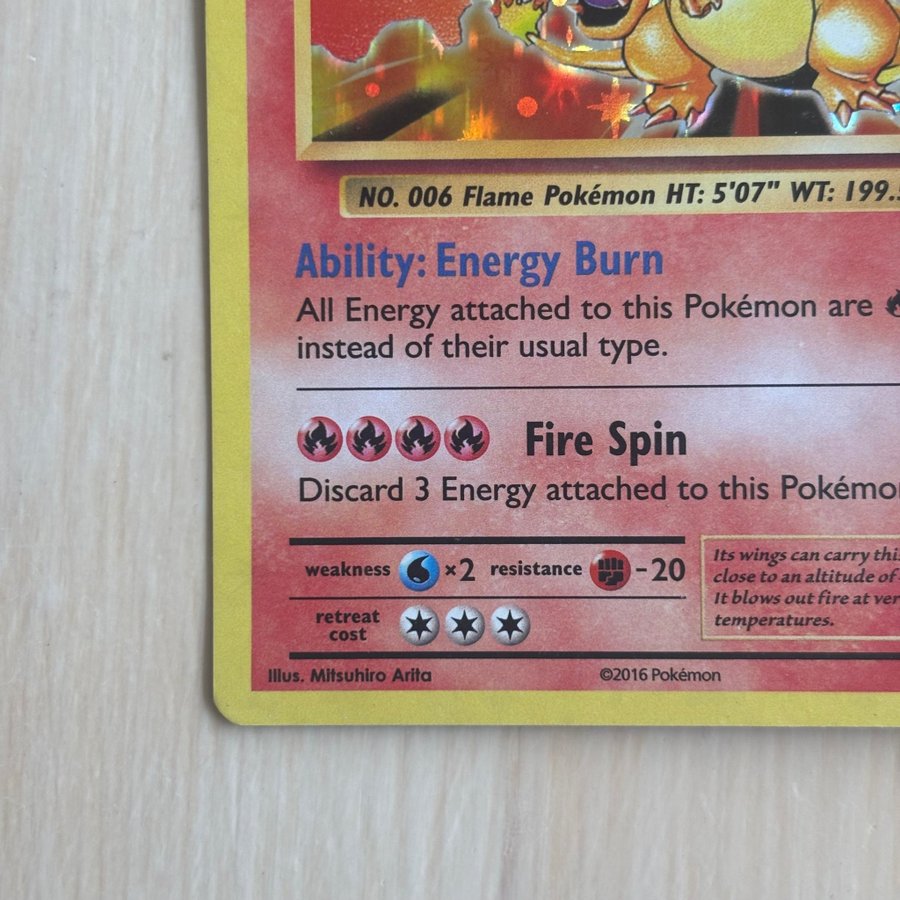 NO. 006 Flame Pokémon HT: 5'07" WT: 199.5
Ability: Energy Burn
All Energy attached to this Pokémon are
instead of their usual type.
Fire Spin
Discard 3 Energy attached to this Pokémon
weakness ×2 resistance -20
retreat
cost
Its wings can carry this
close to an altitude of
It blows out fire at very
temperatures.
Illus. Mitsuhiro Arita
©2016 Pokémon